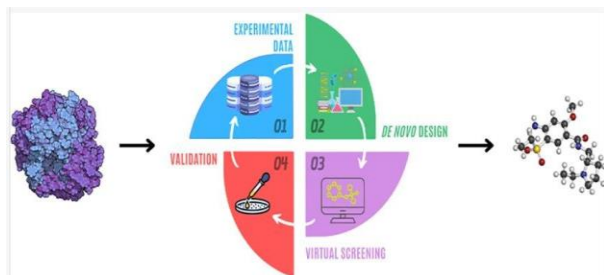 EXPERIMENTAL
DATA
01
02
DE NOVO DESIGN
VALIDATION
04
03
VIRTUAL SCREENING